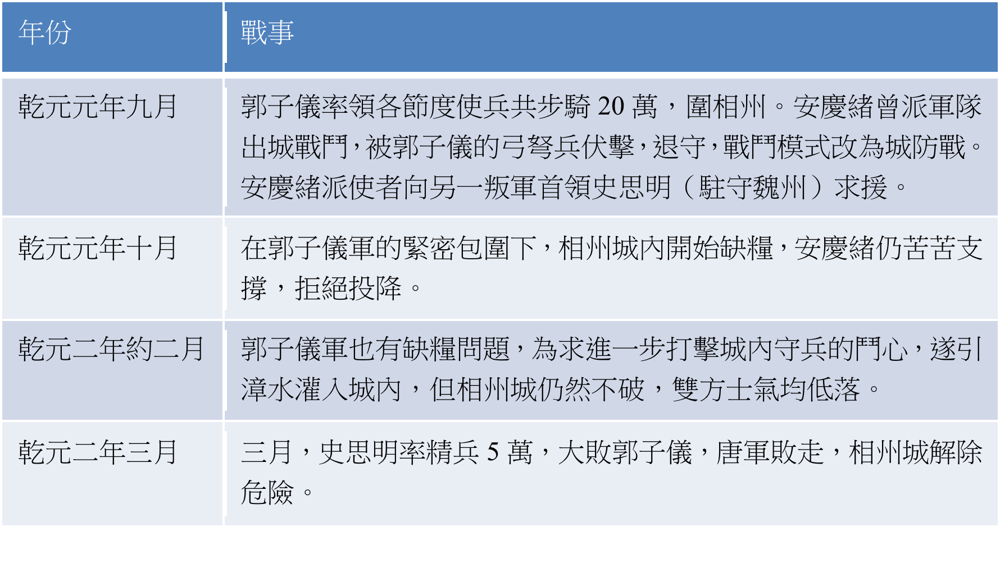 年份
戰事
乾元元年九月
郭子儀率領各節度使兵共步騎 20 萬，圍相州。安慶緒曾派軍隊
出城戰鬥，被郭子儀的弓弩兵伏擊，退守，戰鬥模式改為城防戰。
安慶緒派使者向另一叛軍首領史思明（駐守魏州）求援。
乾元元年十月
在郭子儀軍的緊密包圍下，相州城內開始缺糧，安慶緒仍苦苦支
撐，拒絕投降。
乾元二年約二月
郭子儀軍也有缺糧問題，為求進一步打擊城內守兵的鬥心，遂引
漳水灌入城內，但相州城仍然不破，雙方士氣均低落。
乾元二年三月
三月，史思明率精兵 5 萬，大敗郭子儀，唐軍敗走，相州城解除
危險。